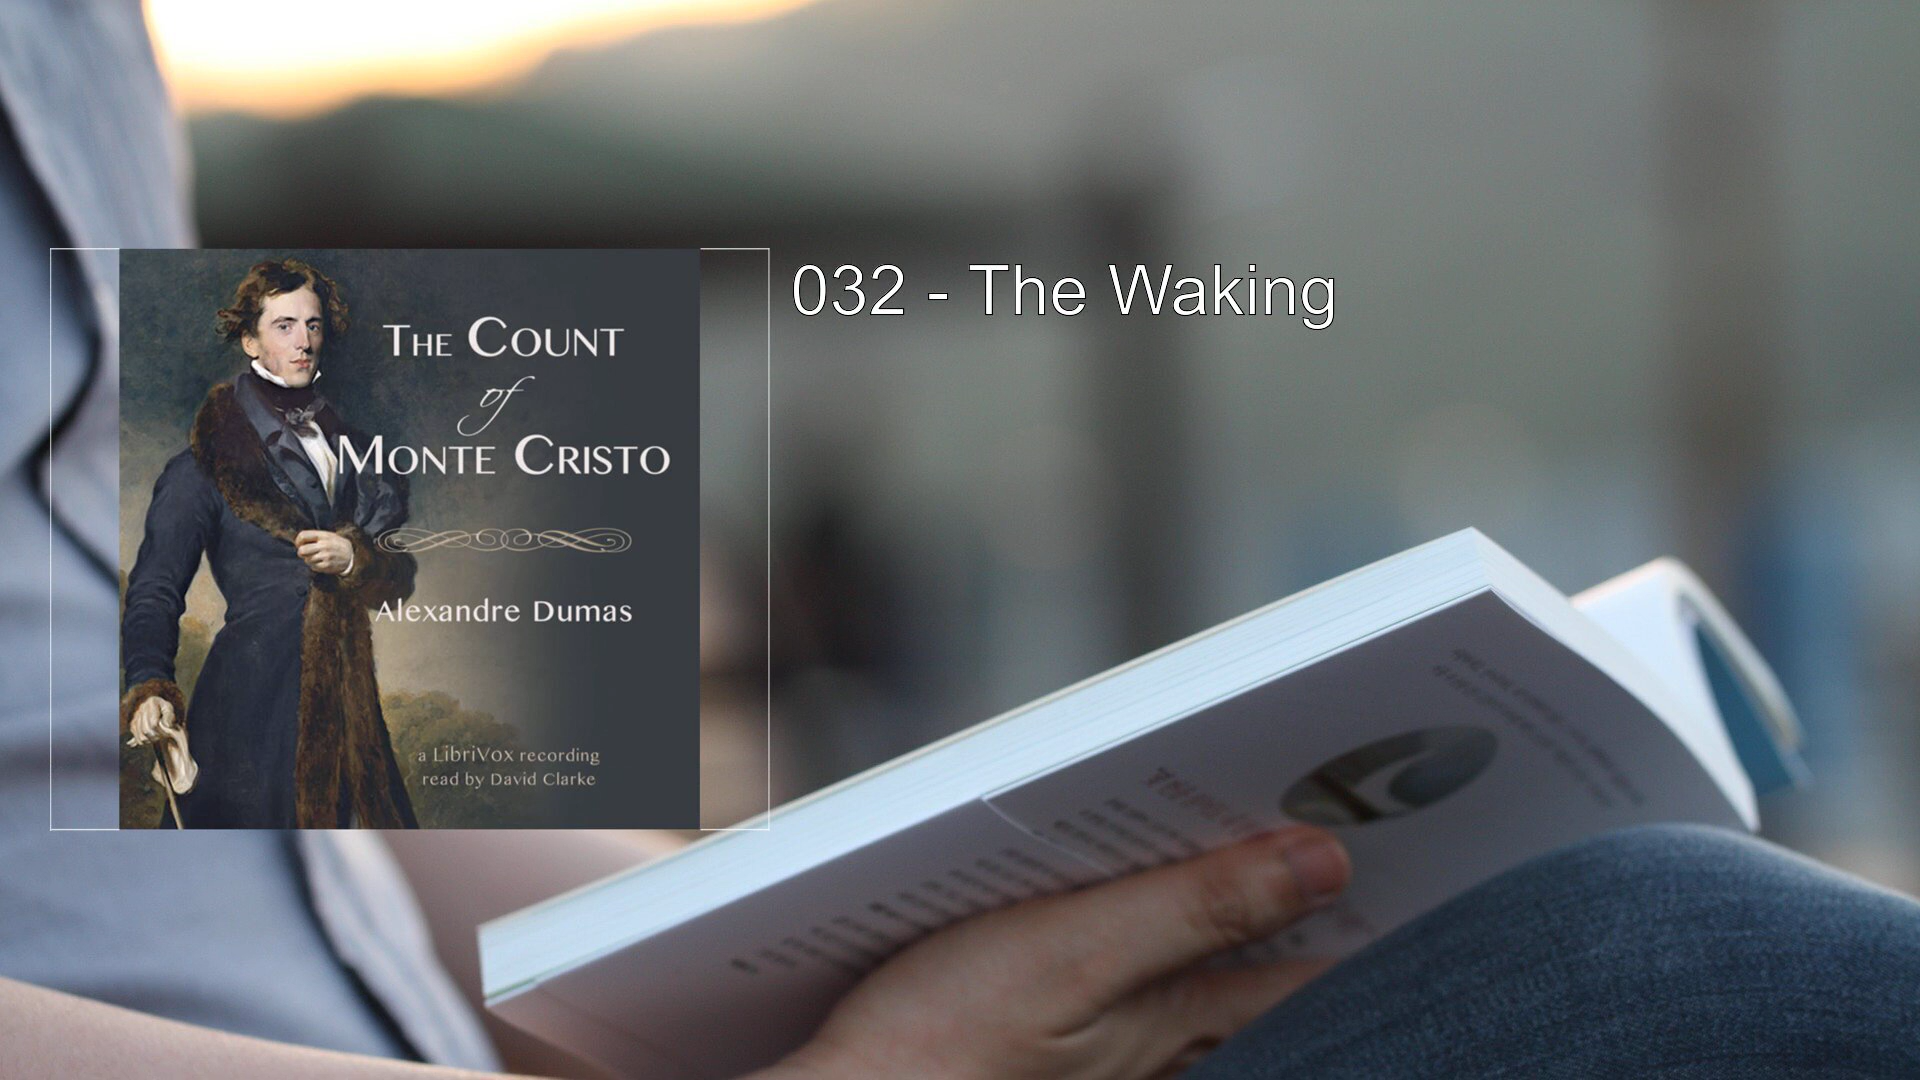 032 - The Waking
The Count
of
Monte Cristo
Alexandre Dumas
a LibriVox recording
read by David Clarke